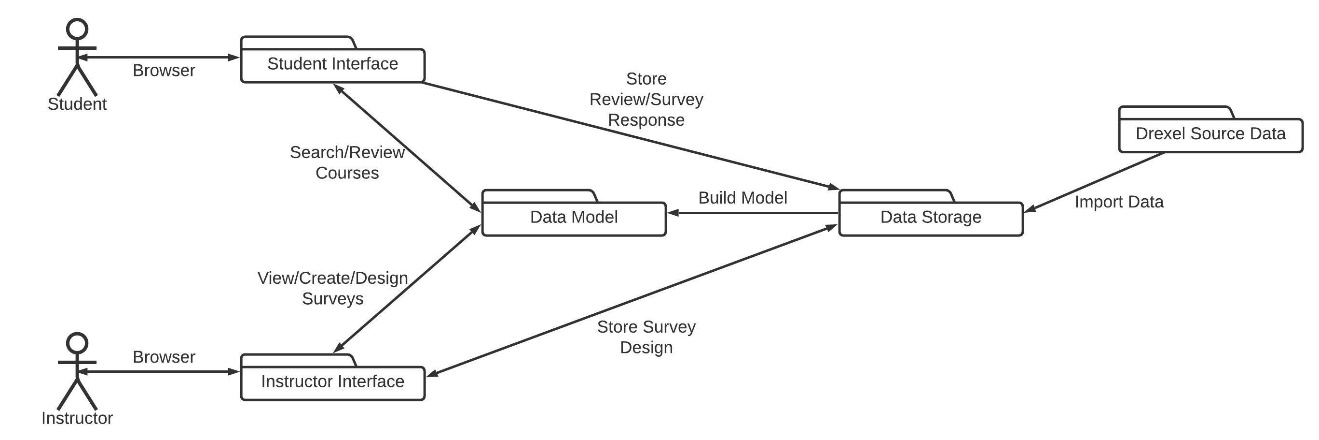 Student
Browser
Student Interface
Store
Review/Survey
Response
Drexel Source Data
Search/Review
Courses
Data Model
Build Model
Data Storage
Import Data
View/Create/Design
Surveys
Store Survey
Design
Browser
Instructor Interface
Instructor